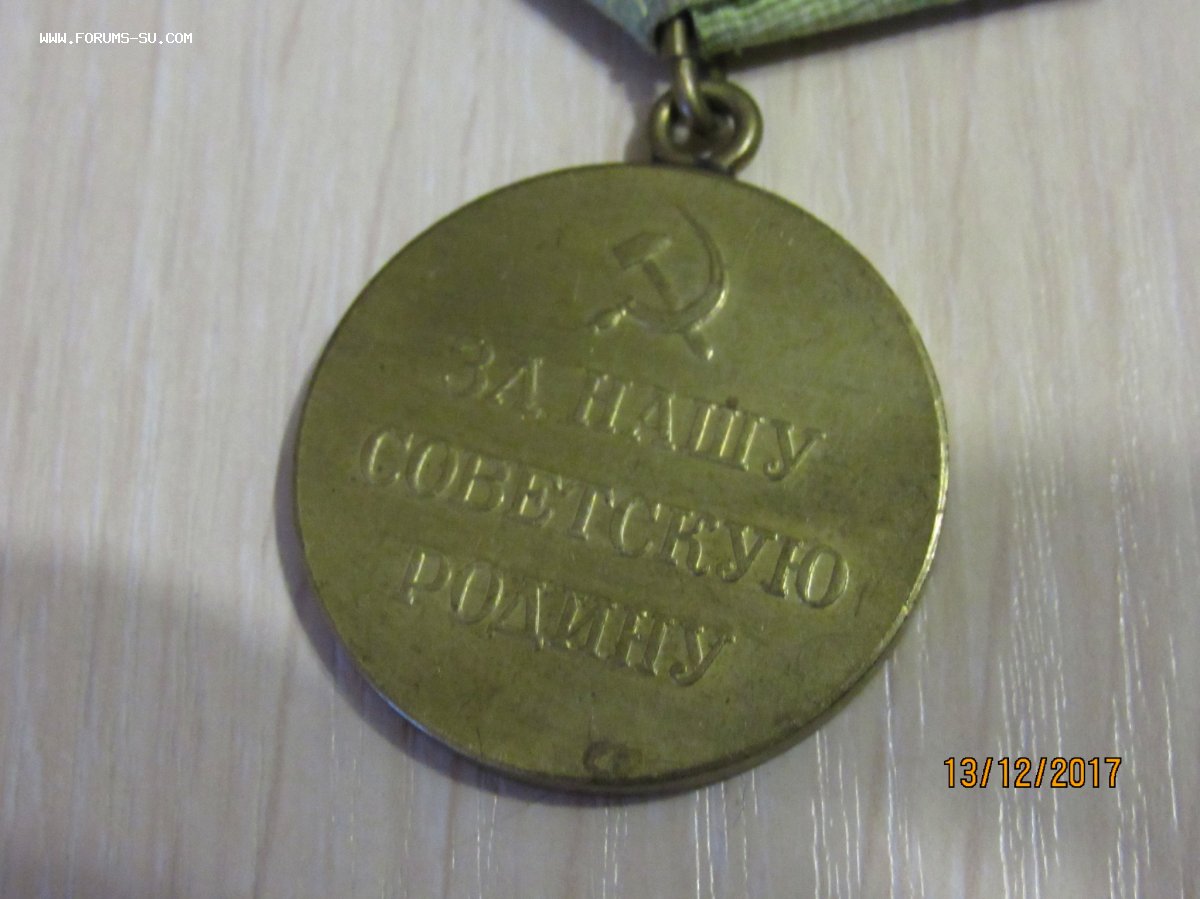 WWW.FORUMS-SU.COM
ЗА НАШУ
СОВЕТСКУЮ
РОДИНУ
13/12/2017